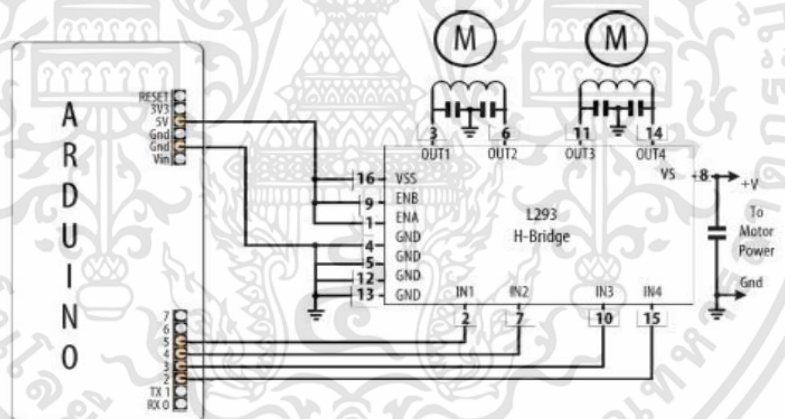 ARDUINO
RESET
3V3
5V
Gnd
Gnd
Vin
7
6
5
4
3
2
TX 1
RX 0
M
M
3
6
11
14
OUT1
OUT2
OUT3
OUT4
VS
8
+V
To
Motor
Power
Gnd
16
VSS
9
ENB
1
ENA
4
GND
5
GND
12
GND
13
GND
L293
H-Bridge
IN1
IN2
IN3
IN4
2
7
10
15